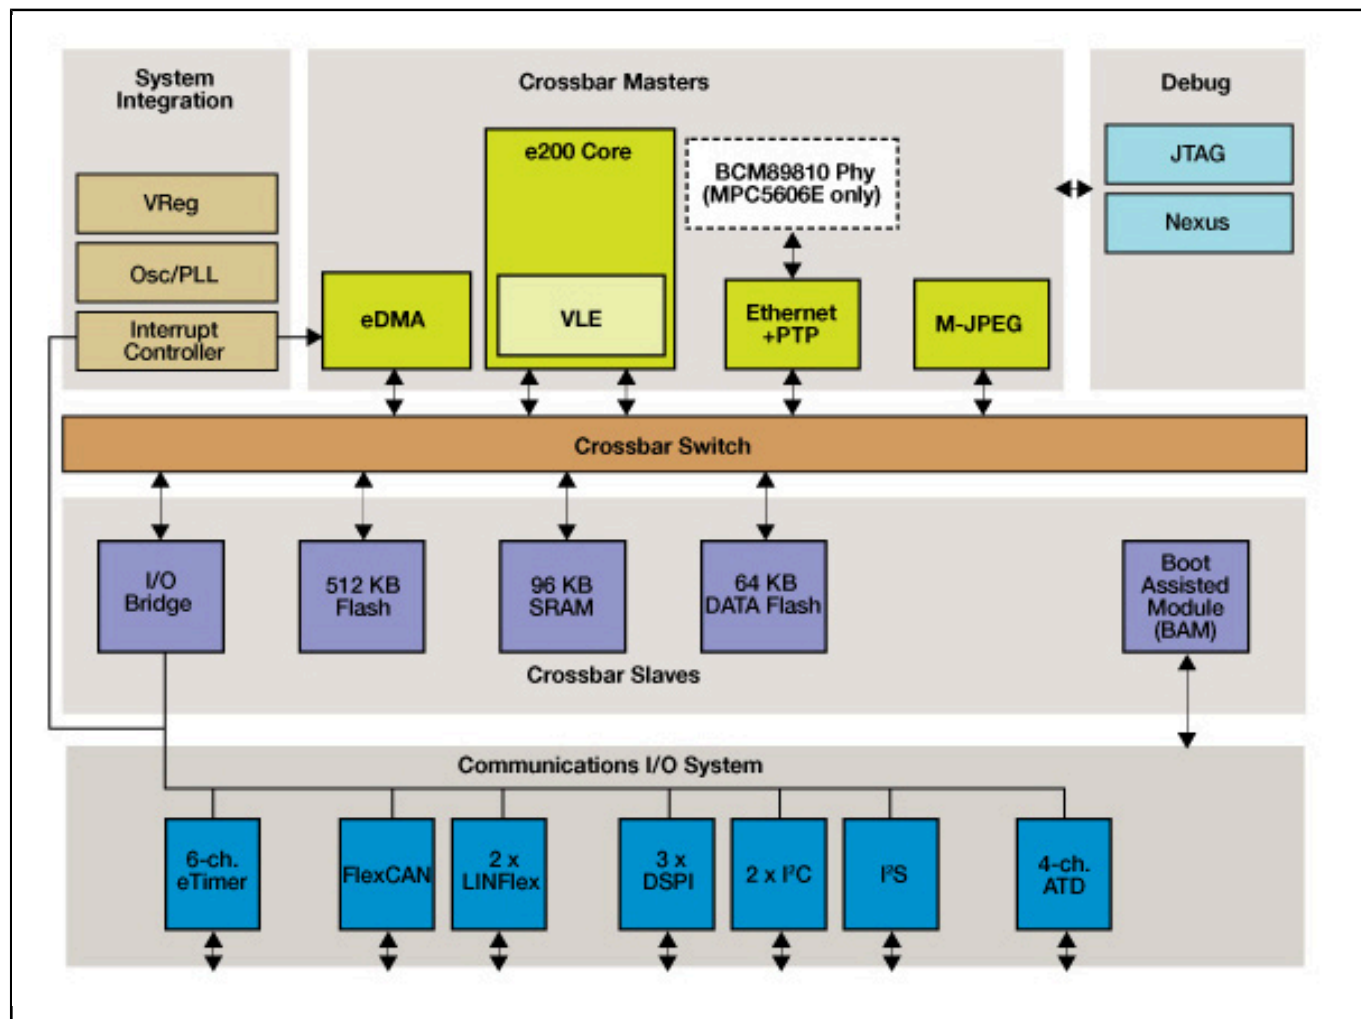 System
Integration
Crossbar Masters
Debug
VReg
Osc/PLL
Interrupt
Controller
eDMA
e200 Core
VLE
BCM89810 Phy
(MPC5606E only)
Ethernet
+PTP
M-JPEG
JTAG
Nexus
Crossbar Switch
I/O
Bridge
512 KB
Flash
96 KB
SRAM
64 KB
DATA Flash
Boot
Assisted
Module
(BAM)
Crossbar Slaves
Communications I/O System
6-ch.
eTimer
FlexCAN
2 x
LINFlex
3 x
DSPI
2 x I²C
I²S
4-ch.
ATD